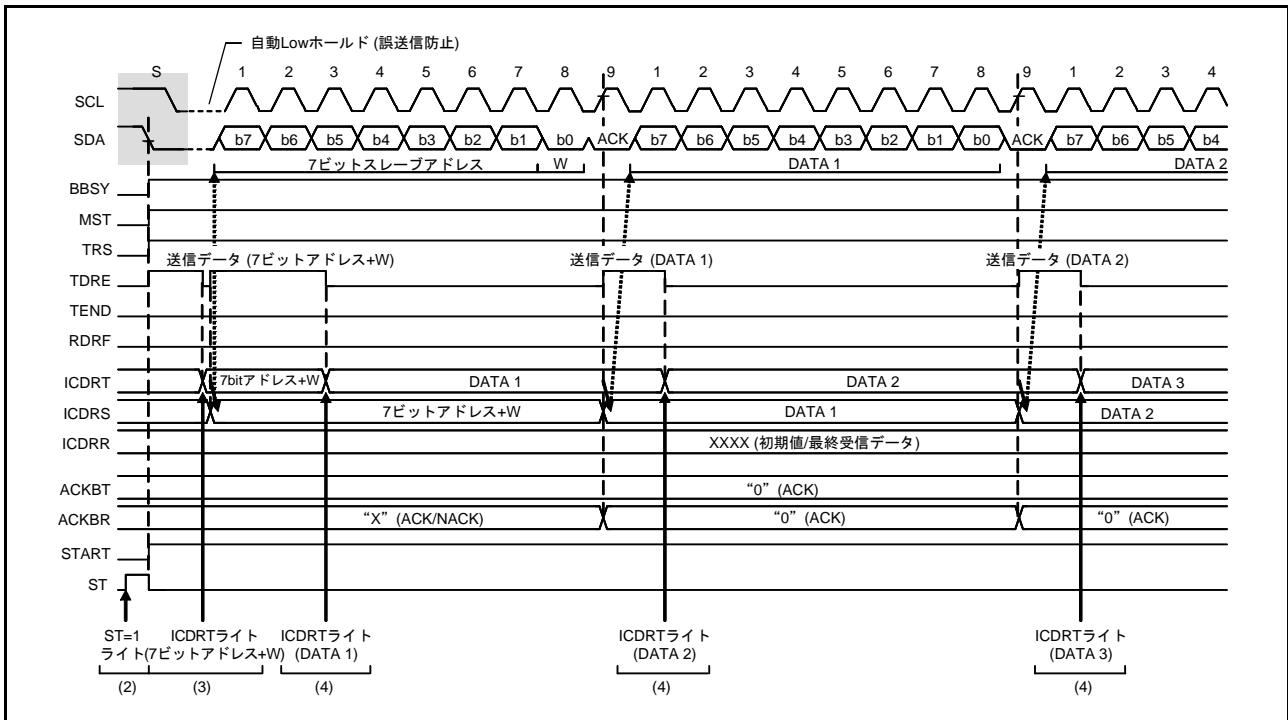 自動Lowホールド (誤送信防止)
S 1 2 3 4 5 6 7 8 9 1 2 3 4 5 6 7 8 9 1 2 3 4
SCL
SDA b7 b6 b5 b4 b3 b2 b1 b0 ACK b7 b6 b5 b4 b3 b2 b1 b0 ACK b7 b6 b5 b4
7ビットスレーブアドレス W DATA 1 DATA 2
BBSY
MST
TRS
送信データ (7ビットアドレス+W) 送信データ (DATA 1) 送信データ (DATA 2)
TDRE
TEND
RDRF
ICDRT 7bitアドレス+W DATA 1 DATA 2 DATA 3
ICDRS 7ビットアドレス+W DATA 1 DATA 2
ICDRR XXXX (初期値/最終受信データ)
ACKBT “0” (ACK)
ACKBR “X” (ACK/NACK) “0” (ACK) “0” (ACK)
START
ST
ST=1 ICDRTライト ICDRTライト ICDRTライト ICDRTライト
ライト (7ビットアドレス+W) (DATA 1) (DATA 2) (DATA 3)
(2) (3) (4) (4) (4)